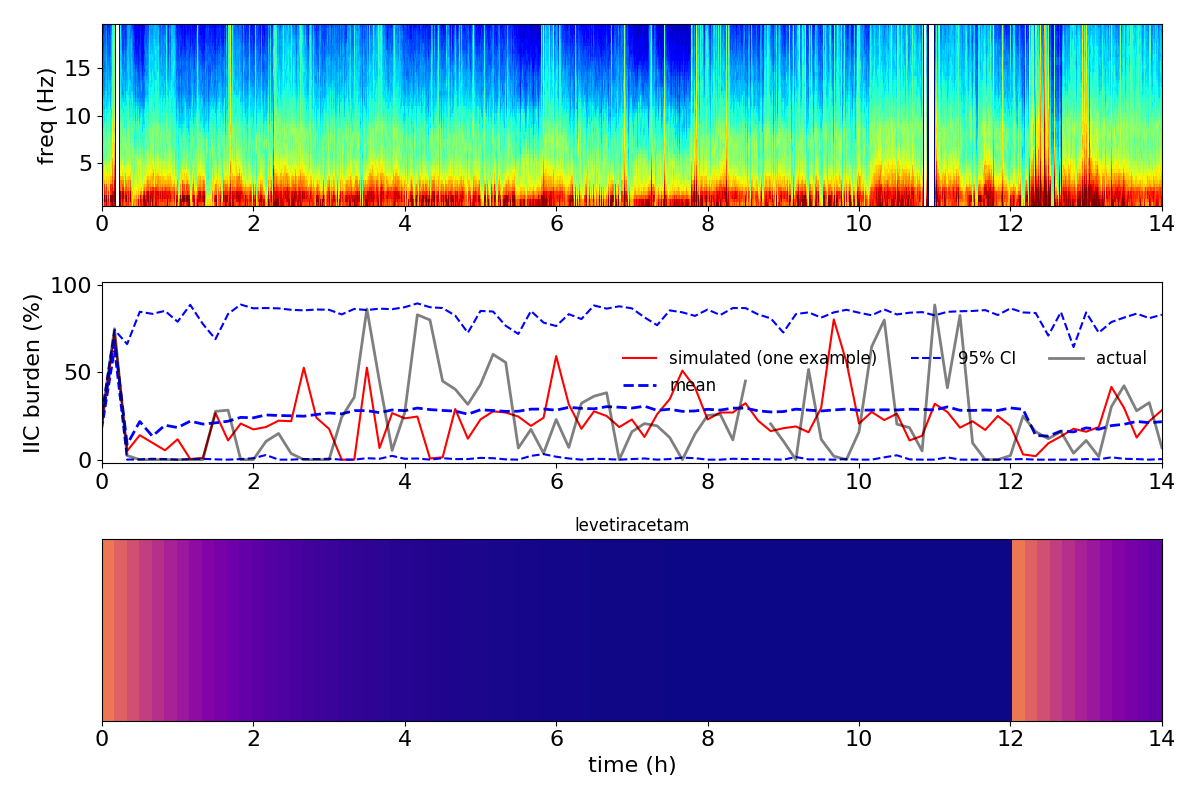 freq (Hz)
15
10
5
0 2 4 6 8 10 12 14
IIC burden (%)
100
50
0
simulated (one example) 95% CI actual
mean
0 2 4 6 8 10 12 14
levetiracetam
0 2 4 6 8 10 12 14
time (h)